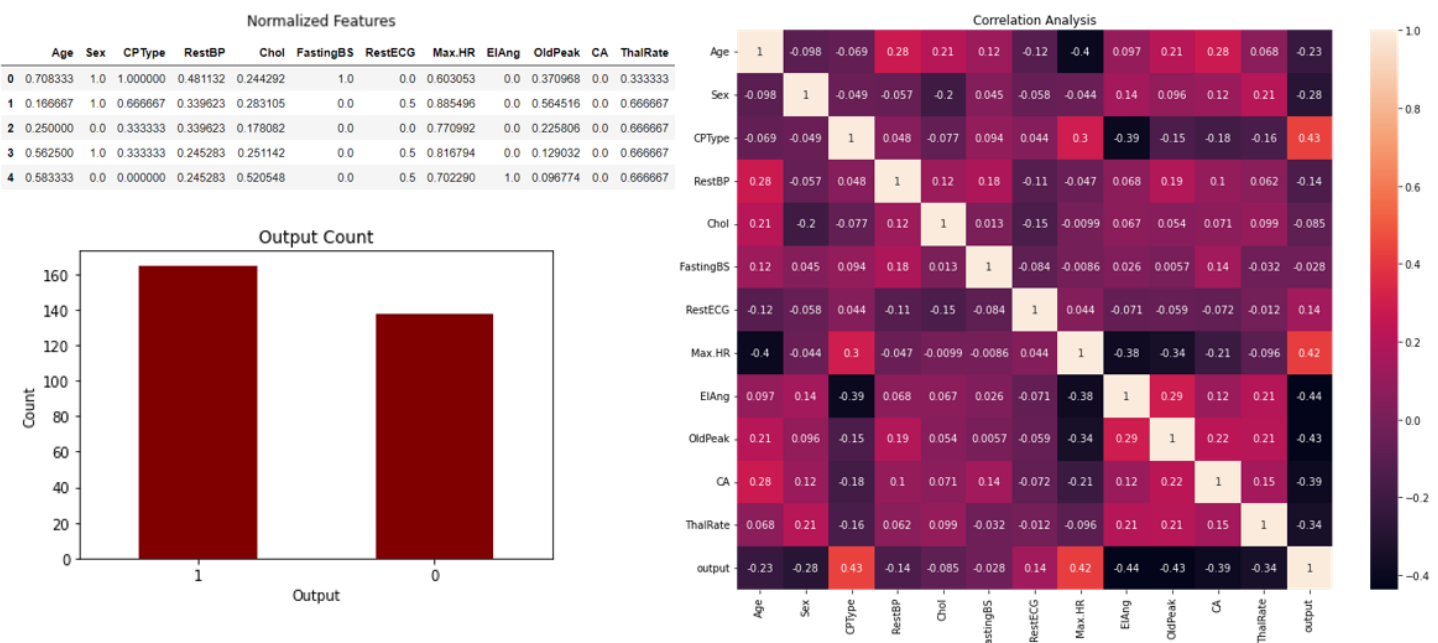 Normalized Features
Age Sex CPType RestBP Chol FastingBS RestECG Max.HR EIAng OldPeak CA ThalRate
0 0.708333 1.0 1.000000 0.481132 0.244292 1.0 0.0 0.603053 0.0 0.370968 0.0 0.333333
1 0.166667 1.0 0.666667 0.339623 0.283105 0.0 0.5 0.885496 0.0 0.564516 0.0 0.666667
2 0.250000 0.0 0.333333 0.339623 0.178082 0.0 0.0 0.770992 0.0 0.225806 0.0 0.666667
3 0.562500 1.0 0.333333 0.245283 0.251142 0.0 0.5 0.816794 0.0 0.129032 0.0 0.666667
4 0.583333 0.0 0.000000 0.245283 0.520548 0.0 0.5 0.702290 1.0 0.096774 0.0 0.666667
Output Count
160
140
120
100
80
60
40
20
0
Count
1 0
Output
Correlation Analysis
Age 1 -0.098 -0.069 0.28 0.21 0.12 -0.12 -0.4 0.097 0.21 0.28 0.068 -0.23
Sex -0.098 1 -0.049 -0.057 -0.2 0.045 -0.058 -0.044 0.14 0.096 0.12 0.21 -0.28
CPType -0.069 -0.049 1 0.048 -0.077 0.094 0.044 0.3 -0.39 -0.15 -0.18 -0.16 0.43
RestBP 0.28 -0.057 0.048 1 0.12 0.18 -0.11 -0.047 0.068 0.19 0.1 0.062 -0.14
Chol 0.21 -0.2 -0.077 0.12 1 0.013 -0.15 -0.0099 0.067 0.054 0.071 0.099 -0.085
FastingBS 0.12 0.045 0.094 0.18 0.013 1 -0.084 -0.0086 0.026 0.0057 0.14 -0.032 -0.028
RestECG -0.12 -0.058 0.044 -0.11 -0.15 -0.084 1 0.044 -0.071 -0.059 -0.072 -0.012 0.14
Max.HR -0.4 -0.044 0.3 -0.047 -0.0099 -0.0086 0.044 1 -0.38 -0.34 -0.21 -0.096 0.42
EIAng 0.097 0.14 -0.39 0.068 0.067 0.026 -0.071 -0.38 1 0.29 0.12 0.21 -0.44
OldPeak 0.21 0.096 -0.15 0.19 0.054 0.0057 -0.059 -0.34 0.29 1 0.22 0.21 -0.43
CA 0.28 0.12 -0.18 0.1 0.071 0.14 -0.072 -0.21 0.12 0.22 1 0.15 -0.39
ThalRate 0.068 0.21 -0.16 0.062 0.099 -0.032 -0.012 -0.096 0.21 0.21 0.15 1 -0.34
output -0.23 -0.28 0.43 -0.14 -0.085 -0.028 0.14 0.42 -0.44 -0.43 -0.39 -0.34 1
Age Sex CPType RestBP Chol astingBS RestECG Max.HR EIAng OldPeak CA ThalRate output
1.0
0.8
0.6
0.4
0.2
0.0
−0.2
−0.4